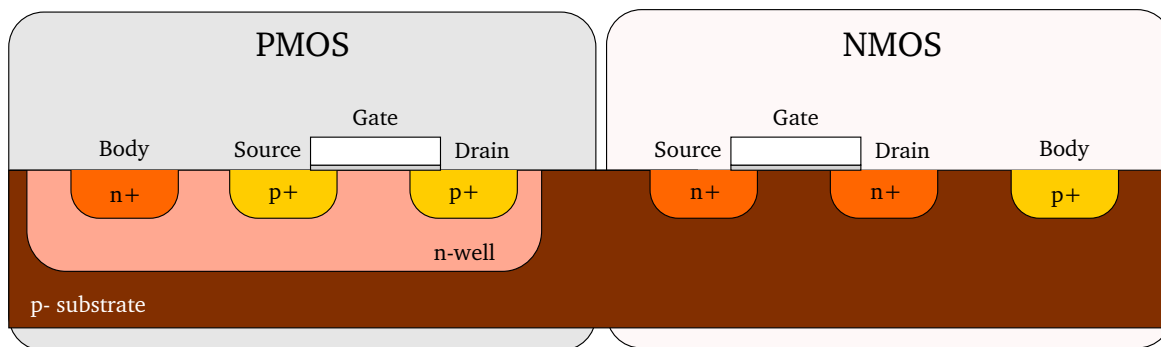 PMOS
NMOS
Gate
Gate
Body
Source
Drain
Source
Drain
Body
n+
p+
p+
n+
n+
p+
n-well
p- substrate